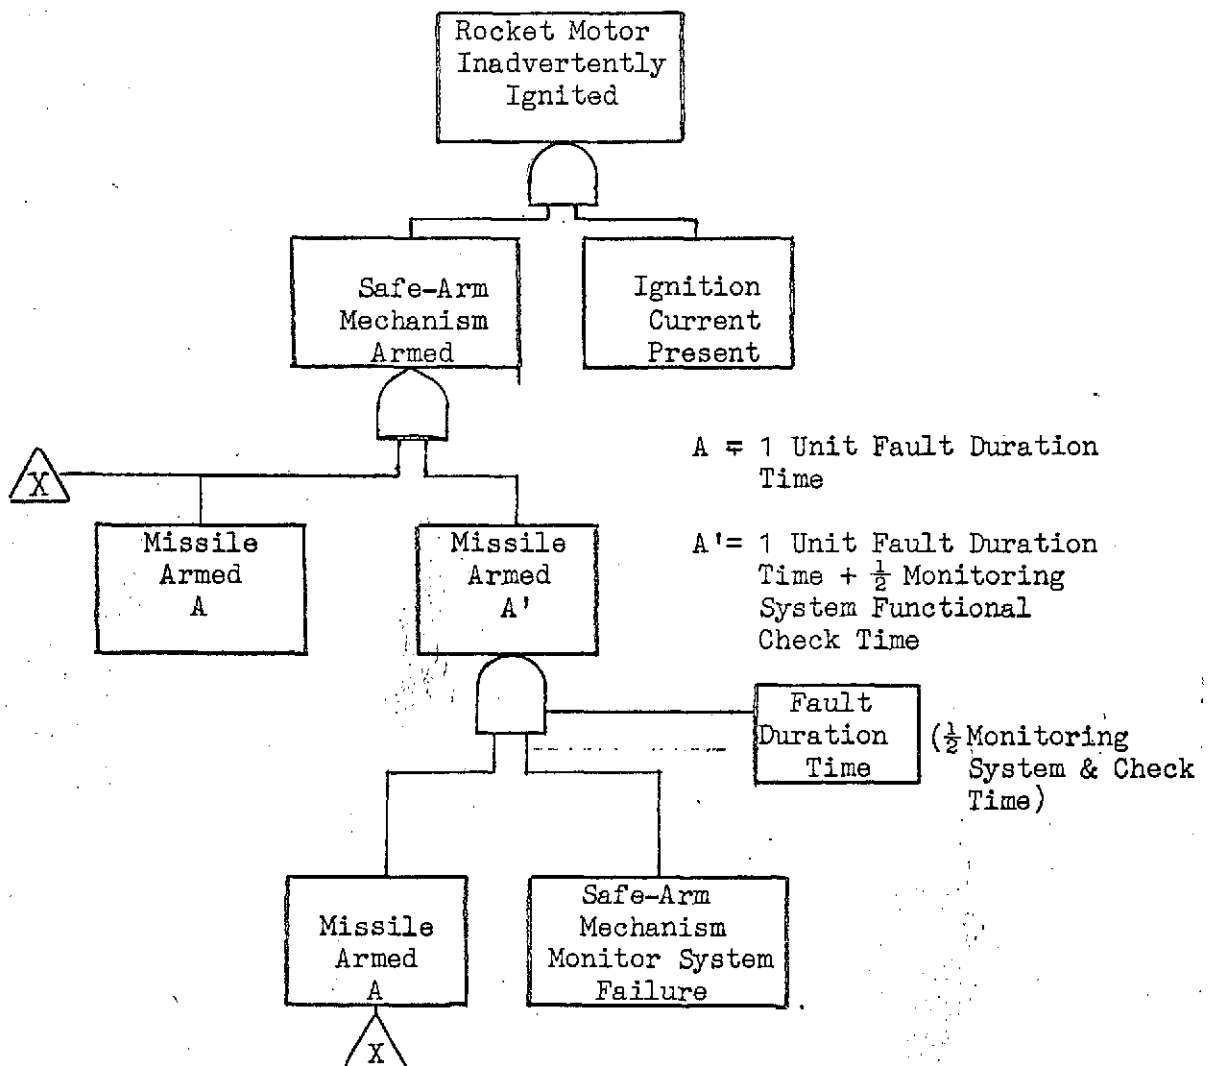 Rocket Motor
Inadvertently
Ignited
Safe-Arm
Mechanism
Armed
Ignition
Current
Present
X
A = 1 Unit Fault Duration
Time
Missile
Armed
A
Missile
Armed
A'
A'= 1 Unit Fault Duration
Time + ½ Monitoring
System Functional
Check Time
Fault
Duration
Time
(½ Monitoring
System & Check
Time)
Missile
Armed
A
Safe-Arm
Mechanism
Monitor System
Failure
X